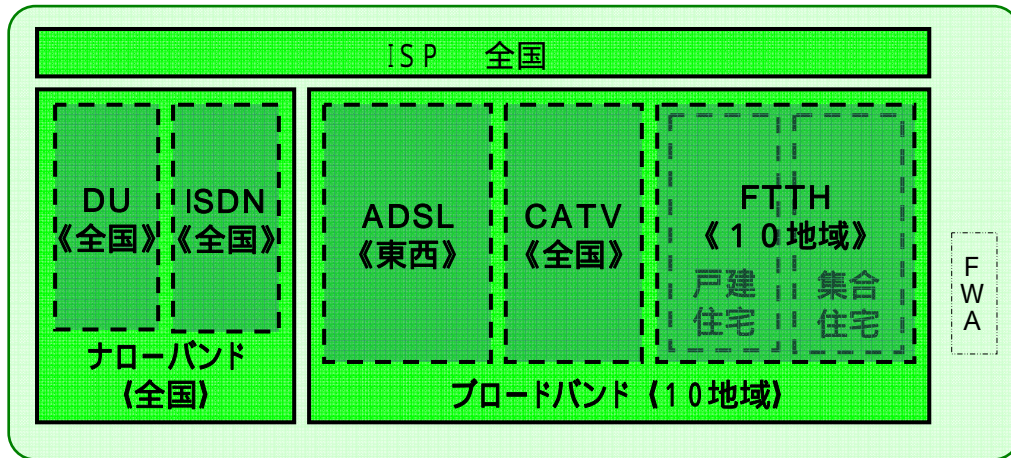 ISP 全国
DU
《全国》
ISDN
《全国》
ナローバンド
《全国》
ADSL
《東西》
CATV
《全国》
FTTH
《１０地域》
戸建
住宅
集合
住宅
ブロードバンド《１０地域》
F
W
A